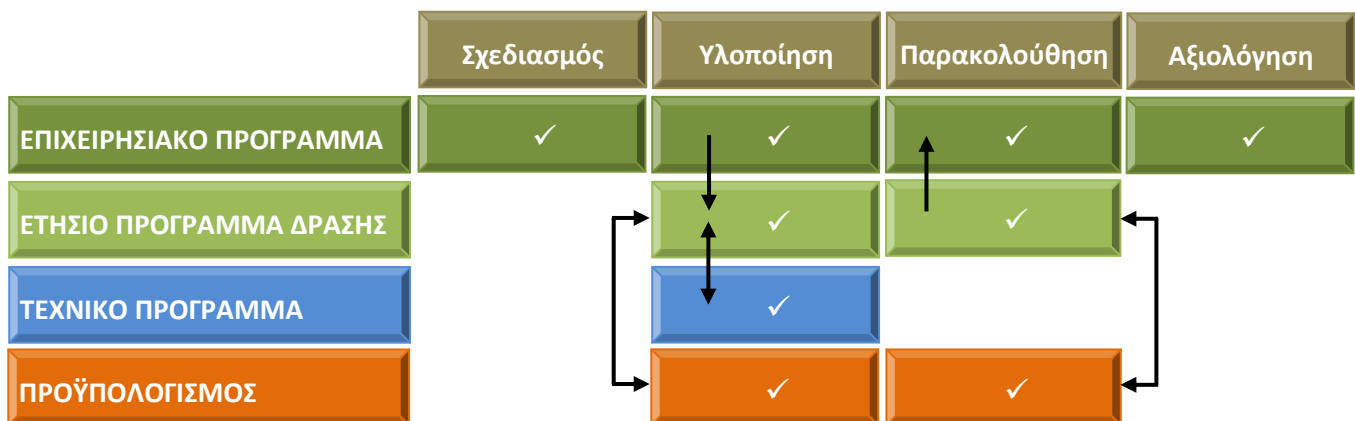 Σχεδιασμός Υλοποίηση Παρακολούθηση Αξιολόγηση
ΕΠΙΧΕΙΡΗΣΙΑΚΟ ΠΡΟΓΡΑΜΜΑ ✓ ✓ ✓ ✓
ΕΤΗΣΙΟ ΠΡΟΓΡΑΜΜΑ ΔΡΑΣΗΣ ✓ ✓
ΤΕΧΝΙΚΟ ΠΡΟΓΡΑΜΜΑ ✓
ΠΡΟΫΠΟΛΟΓΙΣΜΟΣ ✓ ✓